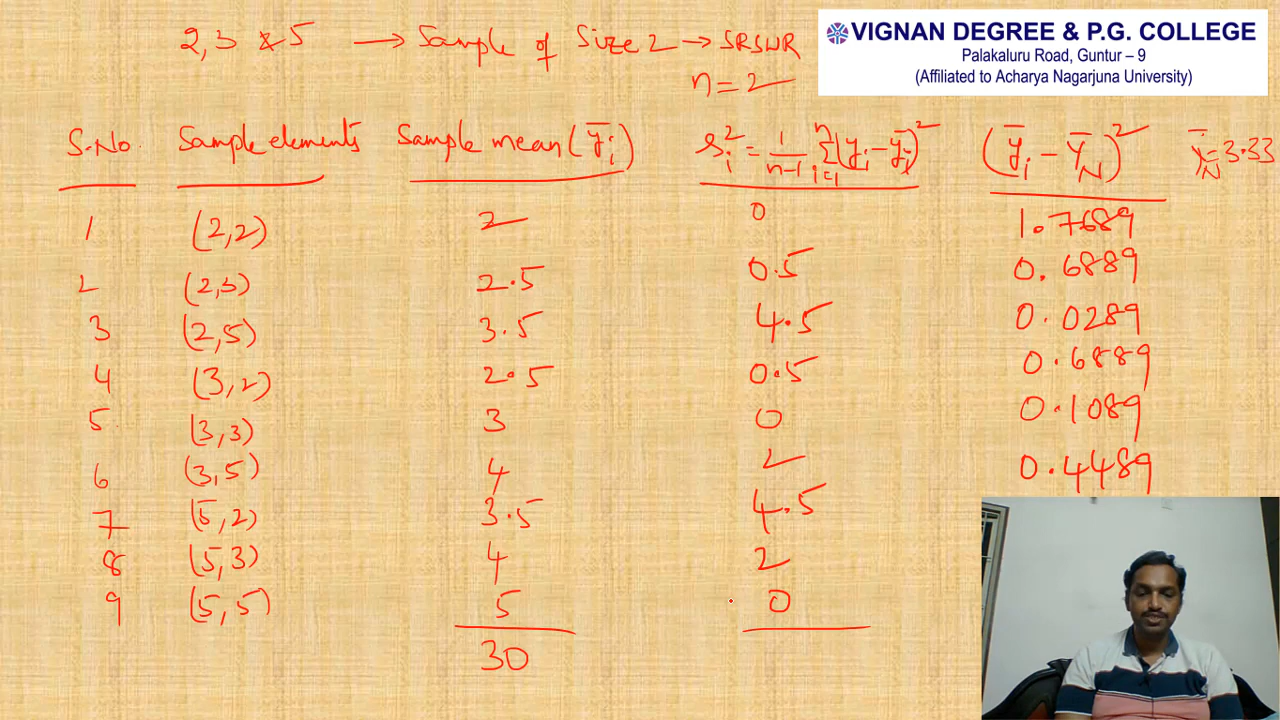 2, 3 & 5 → Sample of Size 2 → SRSWR
n = 2
VIGNAN DEGREE & P.G. COLLEGE
Palakaluru Road, Guntur – 9
(Affiliated to Acharya Nagarjuna University)
S.No. Sample elements Sample mean (ȳᵢ) sᵢ² = 1/(n-1) Σᵢ₌₁ⁿ (yᵢ - ȳᵢ)² (ȳᵢ - Ȳ_N)² Ȳ_N = 3.33
1 (2,2) 2 0 1.7689
2 (2,3) 2.5 0.5 0.6889
3 (2,5) 3.5 4.5 0.0289
4 (3,2) 2.5 0.5 0.6889
5 (3,3) 3 0 0.1089
6 (3,5) 4 2 0.4489
7 (5,2) 3.5 4.5
8 (5,3) 4 2
9 (5,5) 5 0
30